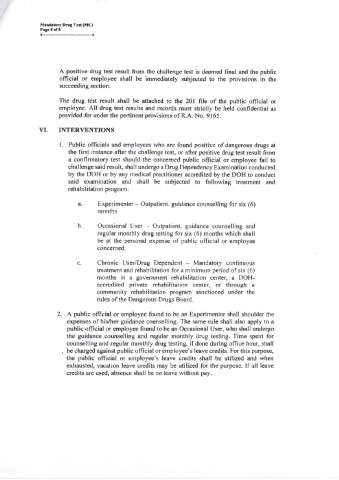 Mandatory Drug Test (MC)
Page 8 of 8
A positive drug test result from the challenge test is deemed final and the public
official or employee shall be immediately subjected to the provisions in the
succeeding section.
The drug test result shall be attached to the 201 file of the public official or
employee. All drug test results and records must strictly be held confidential as
provided for under the pertinent provisions of R.A. No. 9165.
VI. INTERVENTIONS
1. Public officials and employees who are found positive of dangerous drugs at
the first instance after the challenge test, or after positive drug test result from
a confirmatory test should the concerned public official or employee fail to
challenge said result, shall undergo a Drug Dependency Examination conducted
by the DOH or by any medical practitioner accredited by the DOH to conduct
said examination and shall be subjected to following treatment and
rehabilitation program:
a. Experimenter – Outpatient, guidance counselling for six (6)
months
b. Occasional User – Outpatient, guidance counselling and
regular monthly drug testing for six (6) months which shall
be at the personal expense of public official or employee
concerned.
c. Chronic User/Drug Dependent – Mandatory continuous
treatment and rehabilitation for a minimum period of six (6)
months in a government rehabilitation center, a DOH-
accredited private rehabilitation center, or through a
community rehabilitation program sanctioned under the
rules of the Dangerous Drugs Board.
2. A public official or employee found to be an Experimenter shall shoulder the
expenses of his/her guidance counselling. The same rule shall also apply to a
public official or employee found to be an Occasional User, who shall undergo
the guidance counselling and regular monthly drug testing. Time spent for
counselling and regular monthly drug testing, if done during office hour, shall
be charged against public official or employee's leave credits. For this purpose,
the public official or employee's leave credits shall be utilized and when
exhausted, vacation leave credits may be utilized for the purpose. If all leave
credits are used, absence shall be on leave without pay.